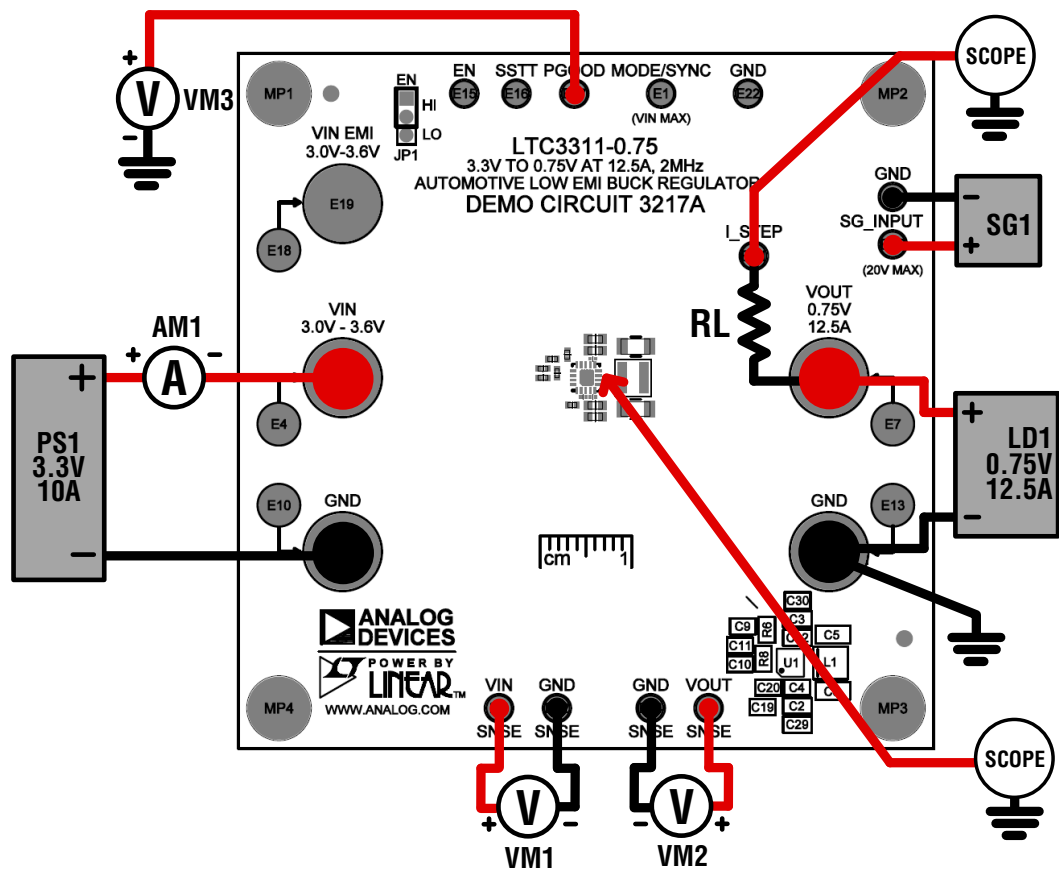 +
V
VM3
−
SCOPE
MP1
EN
HI
LO
JP1
EN
E15
SSTT
E16
PGOOD
MODE/SYNC
E1
(VIN MAX)
GND
E22
MP2
LTC3311-0.75
3.3V TO 0.75V AT 12.5A, 2MHz
AUTOMOTIVE LOW EMI BUCK REGULATOR
DEMO CIRCUIT 3217A
VIN EMI
3.0V-3.6V
E19
E18
GND
SG_INPUT
(20V MAX)
−
+
SG1
I_STEP
RL
VIN
3.0V - 3.6V
VOUT
0.75V
12.5A
AM1
+
A
−
E4
E7
+
PS1
3.3V
10A
−
+
LD1
0.75V
12.5A
−
E10
GND
GND
E13
cm
1
ANALOG
DEVICES
POWER BY
LINEAR™
WWW.ANALOG.COM
C30
C3
C9
R6
C5
C11
C10
R8
U1
L1
C20
C4
C19
C2
C29
MP4
MP3
VIN
SNSE
GND
SNSE
GND
SNSE
VOUT
SNSE
+
V
−
VM1
−
V
+
VM2
SCOPE